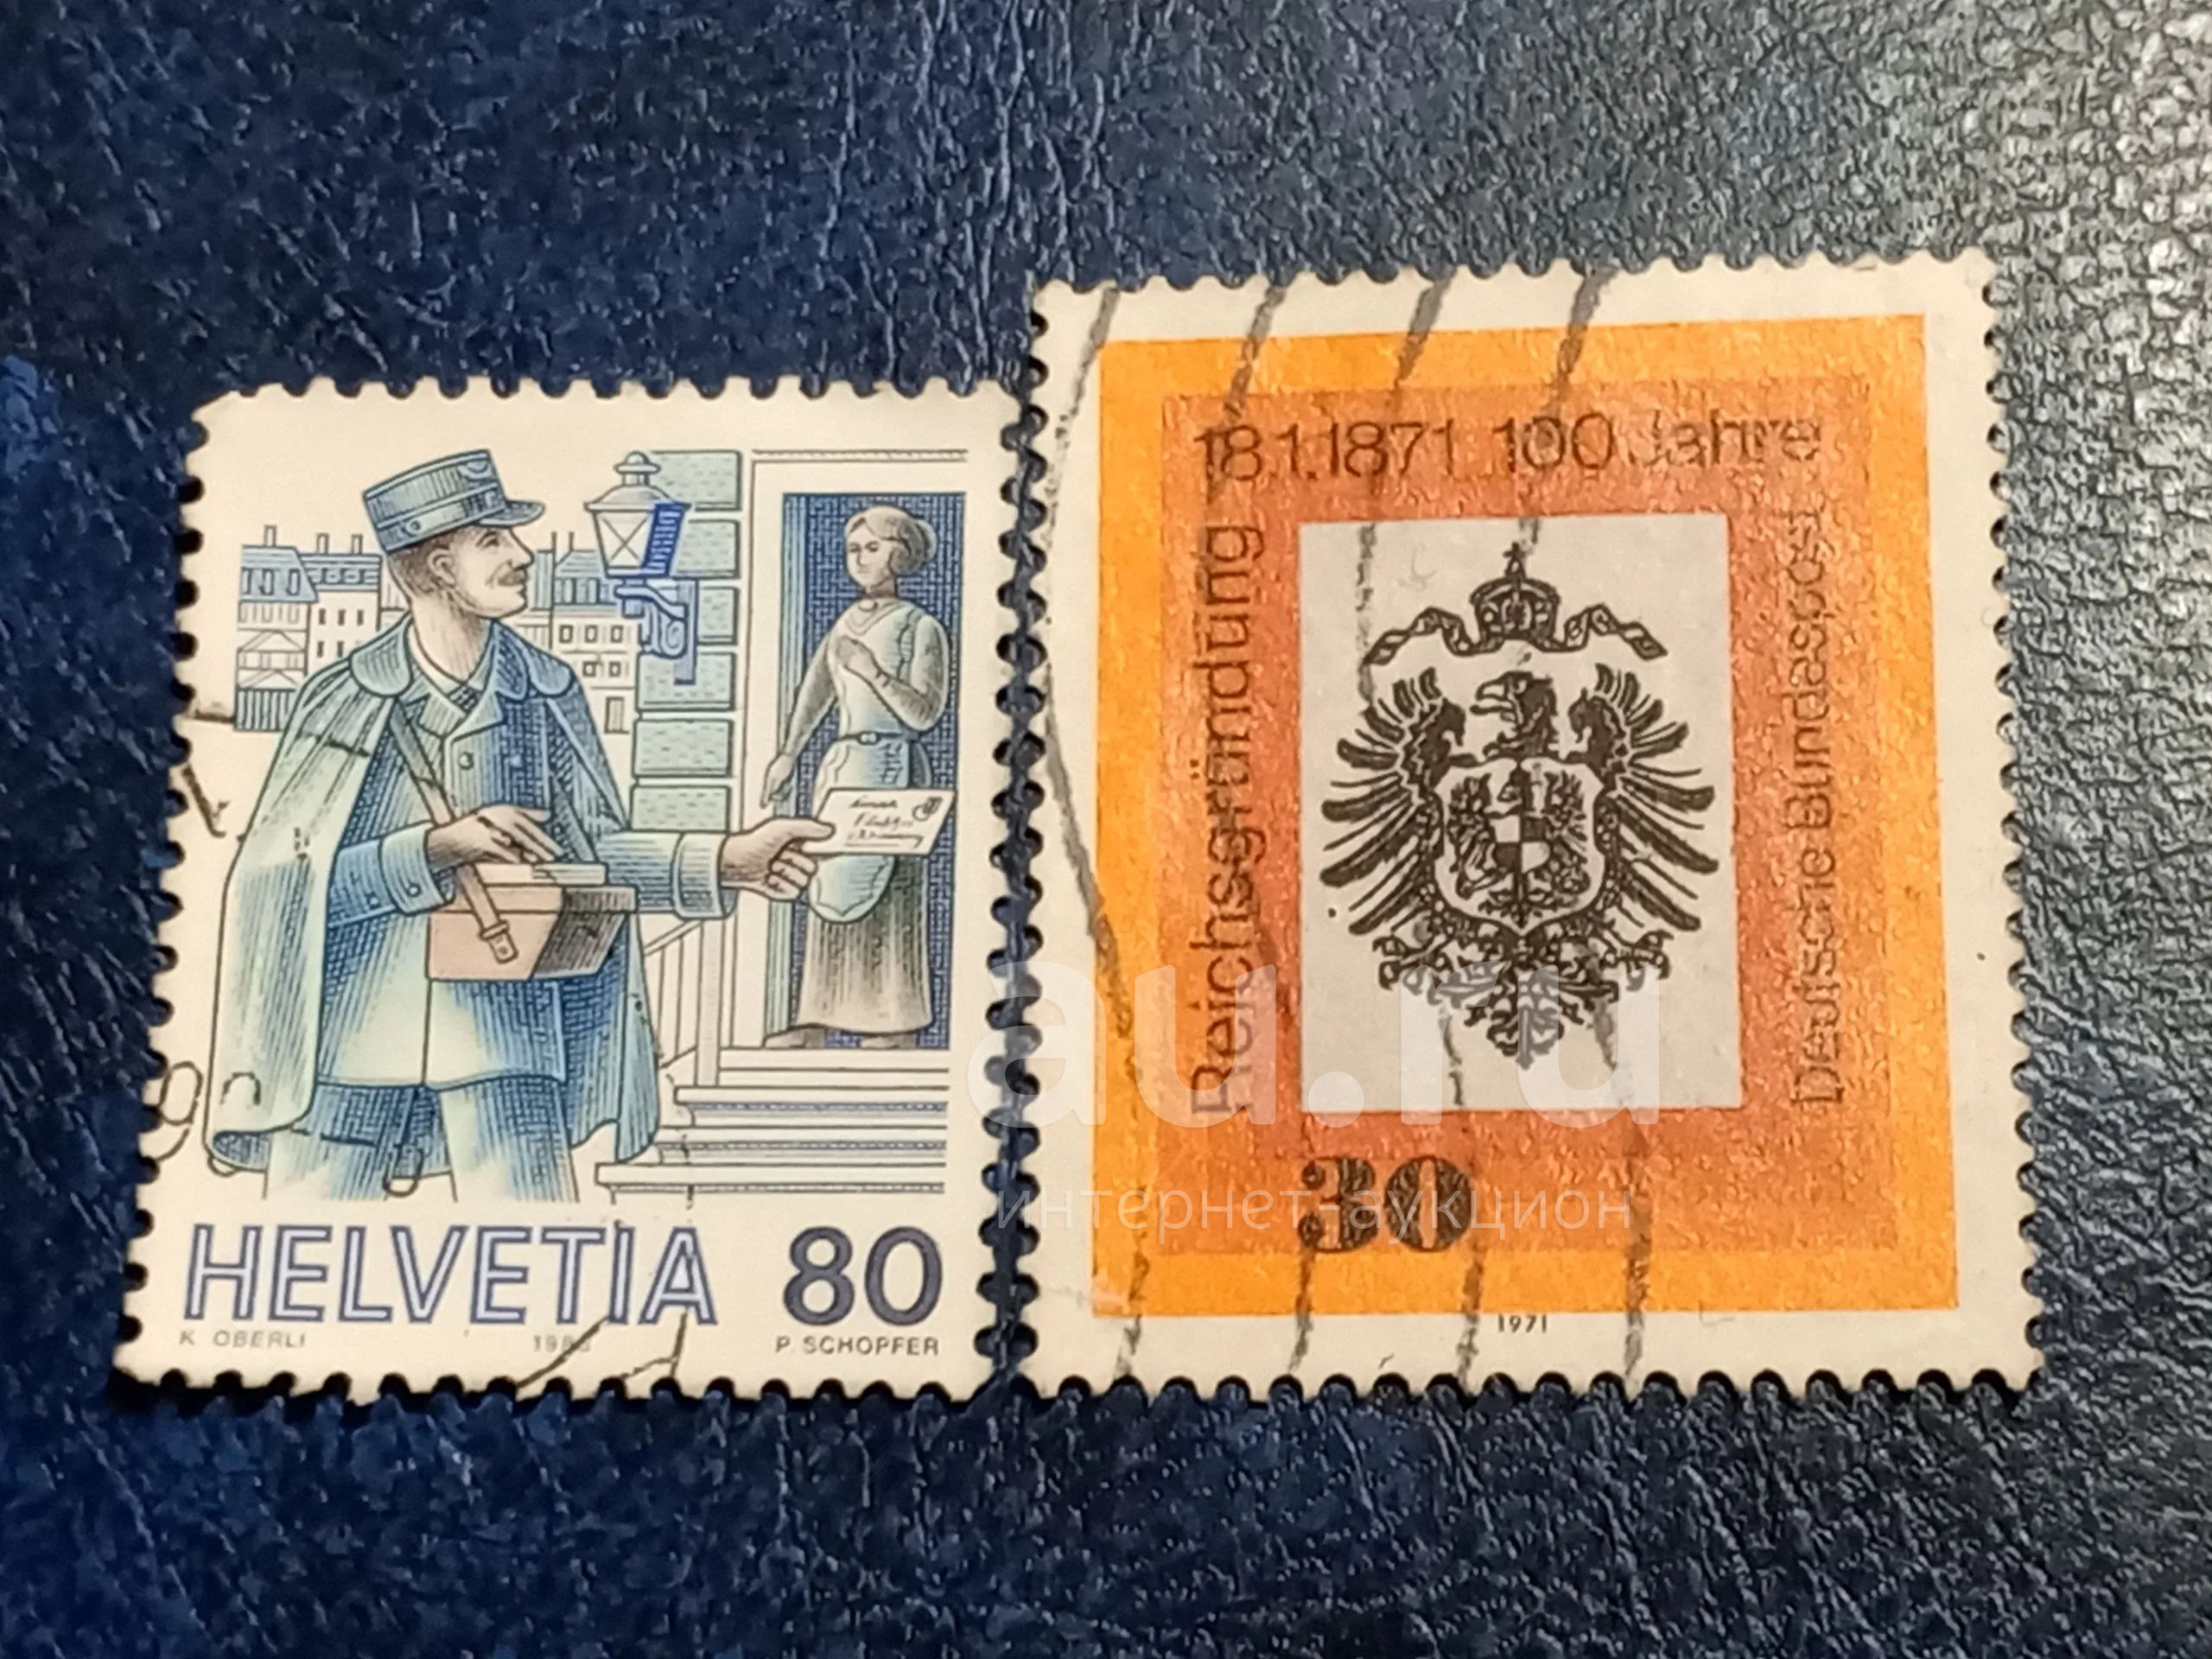 HELVETIA 80
K. OBERLI
P. SCHOPFER
18.1.1871 100 Jahre
Reichsgründung
Deutsche Bundespost
30
1971
au.ru
интернет-аукцион